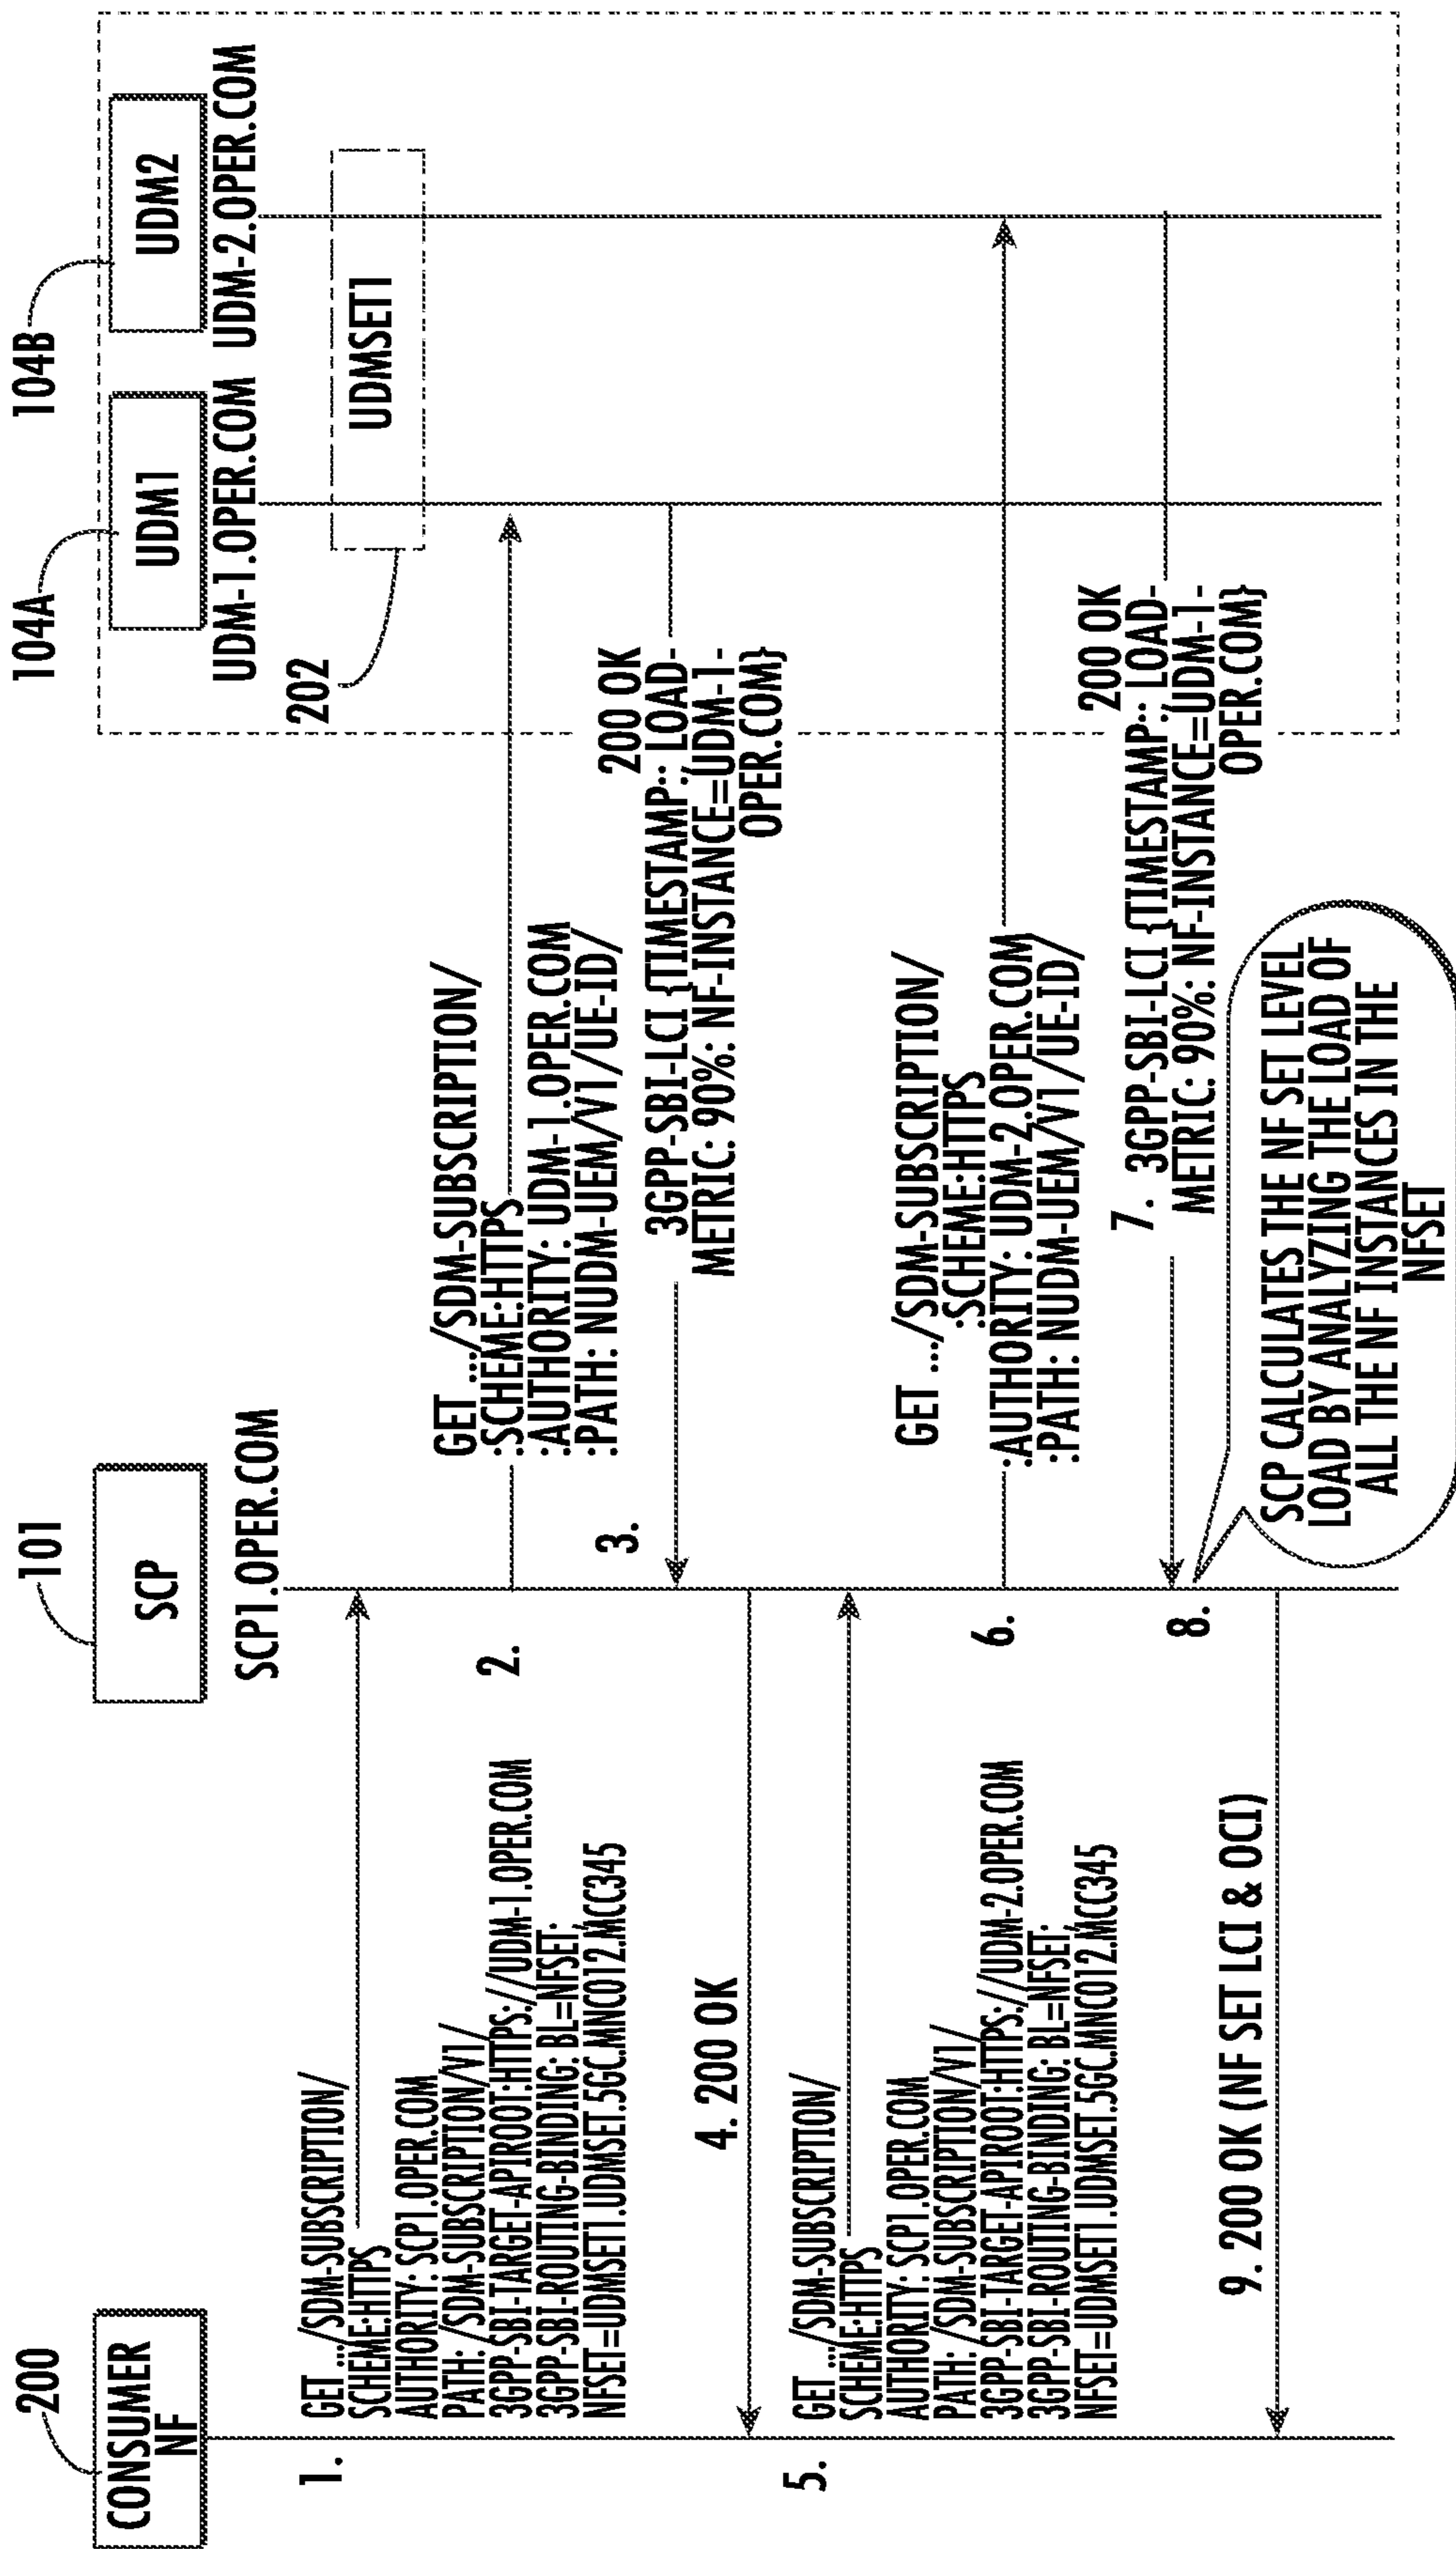 200
CONSUMER
NF
101
SCP
SCP1.OPER.COM
104A
UDM1
UDM-1.OPER.COM
104B
UDM2
UDM-2.OPER.COM
202
UDMSET1
1.
GET .../SDM-SUBSCRIPTION/
SCHEME:HTTPS
AUTHORITY: SCP1.OPER.COM
PATH: /SDM-SUBSCRIPTION/V1/
3GPP-SBI-TARGET-APIROOT:HTTPS://UDM-1.OPER.COM
3GPP-SBI-ROUTING-BINDING: BL=NFSET;
NFSET=UDMSET1.UDMSET.5GC.MNC012.MCC345
2.
GET .../SDM-SUBSCRIPTION/
:SCHEME:HTTPS
:AUTHORITY: UDM-1.OPER.COM
:PATH: NUDM-UEM/V1/UE-ID/
3.
200 OK
3GPP-SBI-LCI {TIMESTAMP:; LOAD-
METRIC: 90%: NF-INSTANCE=UDM-1-
OPER.COM}
4. 200 OK
5.
GET .../SDM-SUBSCRIPTION/
SCHEME:HTTPS
AUTHORITY: SCP1.OPER.COM
PATH: /SDM-SUBSCRIPTION/V1/
3GPP-SBI-TARGET-APIROOT:HTTPS://UDM-2.OPER.COM
3GPP-SBI-ROUTING-BINDING: BL=NFSET;
NFSET=UDMSET1.UDMSET.5GC.MNC012.MCC345
6.
GET .../SDM-SUBSCRIPTION/
:SCHEME:HTTPS
:AUTHORITY: UDM-2.OPER.COM
:PATH: NUDM-UEM/V1/UE-ID/
200 OK
7. 3GPP-SBI-LCI {TIMESTAMP:; LOAD-
METRIC: 90%: NF-INSTANCE=UDM-1-
OPER.COM}
8.
SCP CALCULATES THE NF SET LEVEL
LOAD BY ANALYZING THE LOAD OF
ALL THE NF INSTANCES IN THE
NFSET
9. 200 OK (NF SET LCI & OCI)